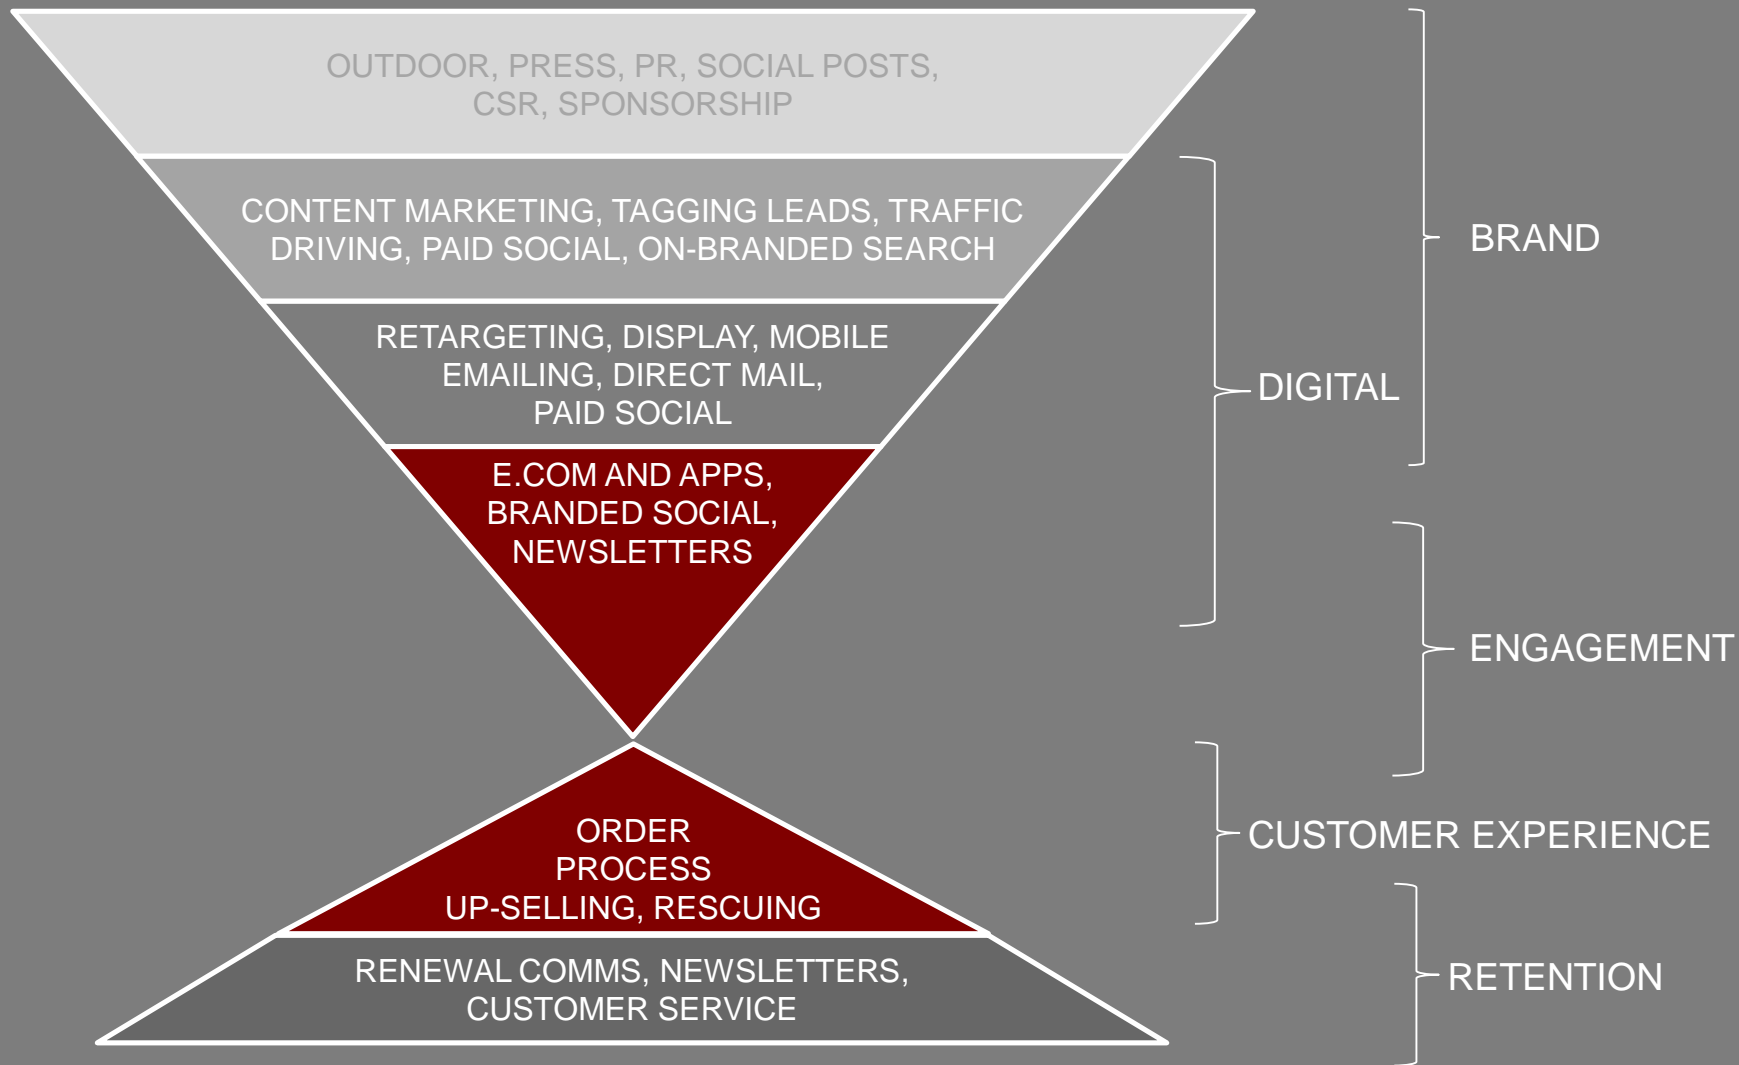 OUTDOOR, PRESS, PR, SOCIAL POSTS,
CSR, SPONSORSHIP
CONTENT MARKETING, TAGGING LEADS, TRAFFIC
DRIVING, PAID SOCIAL, ON-BRANDED SEARCH
RETARGETING, DISPLAY, MOBILE
EMAILING, DIRECT MAIL,
PAID SOCIAL
E.COM AND APPS,
BRANDED SOCIAL,
NEWSLETTERS
ORDER
PROCESS
UP-SELLING, RESCUING
RENEWAL COMMS, NEWSLETTERS,
CUSTOMER SERVICE
BRAND
DIGITAL
ENGAGEMENT
CUSTOMER EXPERIENCE
RETENTION